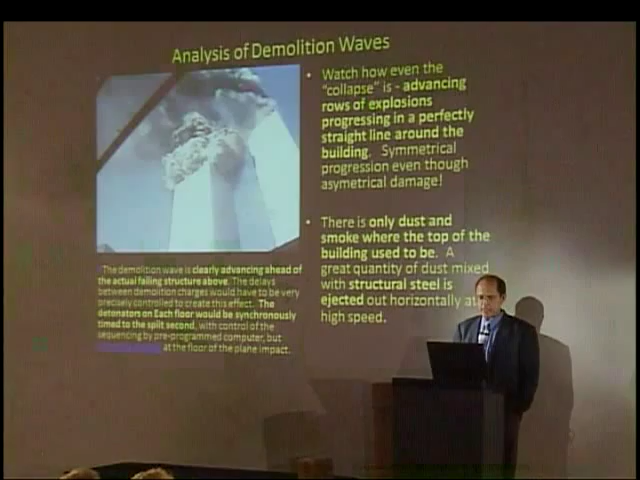 Analysis of Demolition Waves
• Watch how even the
"collapse" is - advancing
rows of explosions
progressing in a perfectly
straight line around the
building. Symmetrical
progression even though
asymetrical damage!
• There is only dust and
smoke where the top of the
building used to be. A
great quantity of dust mixed
with structural steel is
ejected out horizontally at
high speed.
The demolition wave is clearly advancing ahead of
the actual failing structure above. The delays
between demolition charges would have to be very
precisely controlled to create this effect. The
detonators on Each floor would be synchronously
timed to the split second, with control of the
sequencing by pre-programmed computer, but
at the floor of the plane impact.